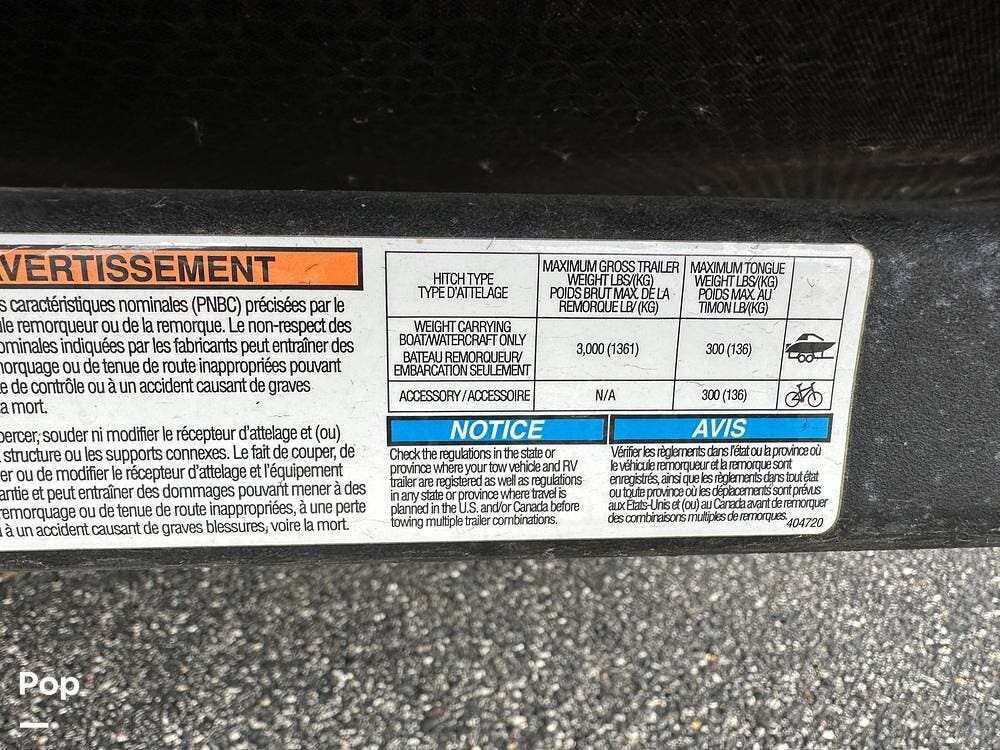 AVERTISSEMENT
s caractéristiques nominales (PNBC) précisées par le
le remorqueur ou de la remorque. Le non-respect des
ominales indiquées par les fabricants peut entraîner des
norquage ou de tenue de route inappropriées pouvant
e de contrôle ou à un accident causant de graves
a mort.
percer, souder ni modifier le récepteur d'attelage et (ou)
structure ou les supports connexes. Le fait de couper, de
er ou de modifier le récepteur d'attelage et l'équipement
antie et peut entraîner des dommages pouvant mener à des
remorquage ou de tenue de route inappropriées, à une perte
à un accident causant de graves blessures, voire la mort.
HITCH TYPE
TYPE D'ATTELAGE
MAXIMUM GROSS TRAILER
WEIGHT LBS/(KG)
POIDS BRUT MAX. DE LA
REMORQUE LB/ (KG)
MAXIMUM TONGUE
WEIGHT LBS/(KG)
POIDS MAX. AU
TIMON LB/(KG)
WEIGHT CARRYING
BOAT/WATERCRAFT ONLY
BATEAU REMORQUEUR/
EMBARCATION SEULEMENT
3,000 (1361)
300 (136)
ACCESSORY / ACCESSOIRE
N/A
300 (136)
NOTICE
Check the regulations in the state or
province where your tow vehicle and RV
trailer are registered as well as regulations
in any state or province where travel is
planned in the U.S. and/or Canada before
towing multiple trailer combinations.
AVIS
Vérifier les règlements dans l'état ou la province où
le véhicule remorqueur et la remorque sont
enregistrés, ainsi que les règlements dans tout état
ou toute province où les déplacements sont prévus
aux États-Unis et (ou) au Canada avant de remorquer
des combinaisons multiples de remorques.
404720
Pop